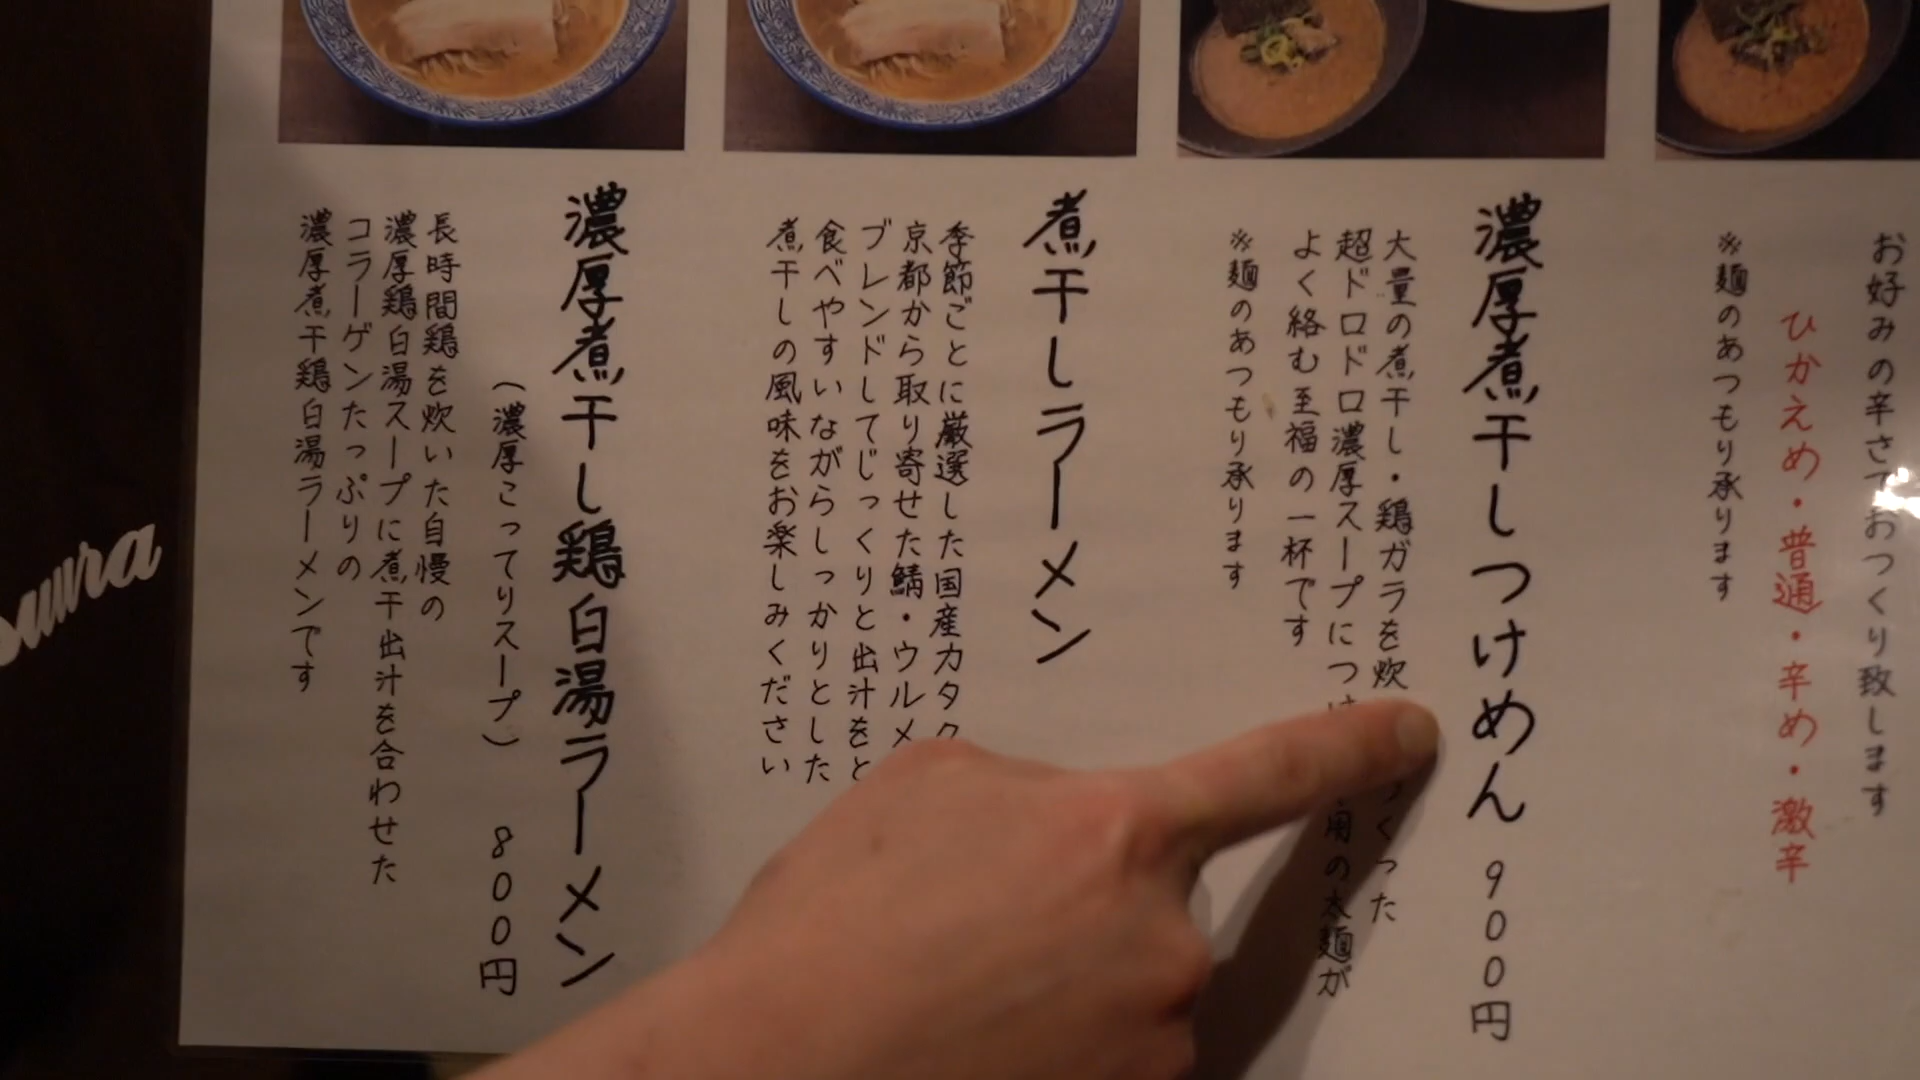 お好みの辛さでおつくり致します
ひかえめ・普通・辛め・激辛
※麺のあつもり承ります
濃厚煮干しつけめん 900円
大量の煮干し・鶏ガラを炊 くった
超ドロドロ濃厚スープにつけ 用の太麺が
よく絡む至福の一杯です
※麺のあつもり承ります
煮干しラーメン
季節ごとに厳選した国産カタク
京都から取り寄せた鯖・ウルメ
ブレンドしてじっくりと出汁をと
食べやすいながらしっかりとした
煮干しの風味をお楽しみください
濃厚煮干し鶏白湯ラーメン
(濃厚こってりスープ) 800円
長時間鶏を炊いた自慢の
濃厚鶏白湯スープに煮干出汁を合わせた
コラーゲンたっぷりの
濃厚煮干鶏白湯ラーメンです